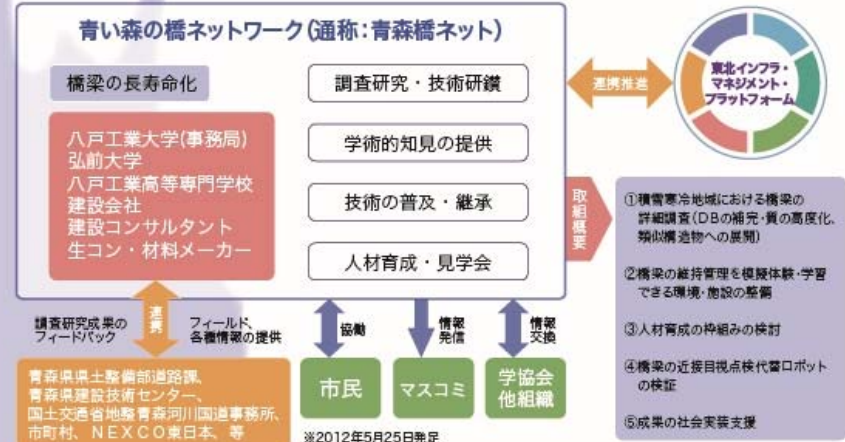 青い森の橋ネットワーク(通称:青森橋ネット)
橋梁の長寿命化
八戸工業大学(事務局)
弘前大学
八戸工業高等専門学校
建設会社
建設コンサルタント
生コン・材料メーカー
調査研究・技術研鑽
学術的知見の提供
技術の普及・継承
人材育成・見学会
連携推進
東北インフラ・
マネジメント・
プラットフォーム
取組概要
①積雪寒冷地域における橋梁の
詳細調査(DBの補完・質の高度化、
類似構造物への展開)
②橋梁の維持管理を模擬体験・学習
できる環境・施設の整備
③人材育成の枠組みの検討
④橋梁の近接目視点検代替ロボット
の検証
⑤成果の社会実装支援
調査研究成果の
フィードバック
連携
フィールド、
各種情報の提供
協働
情報
発信
情報
交換
青森県県土整備部道路課、
青森県建設技術センター、
国土交通省地整青森河川国道事務所、
市町村、NEXCO東日本、等
市民
マスコミ
学協会
他組織
※2012年5月25日発足